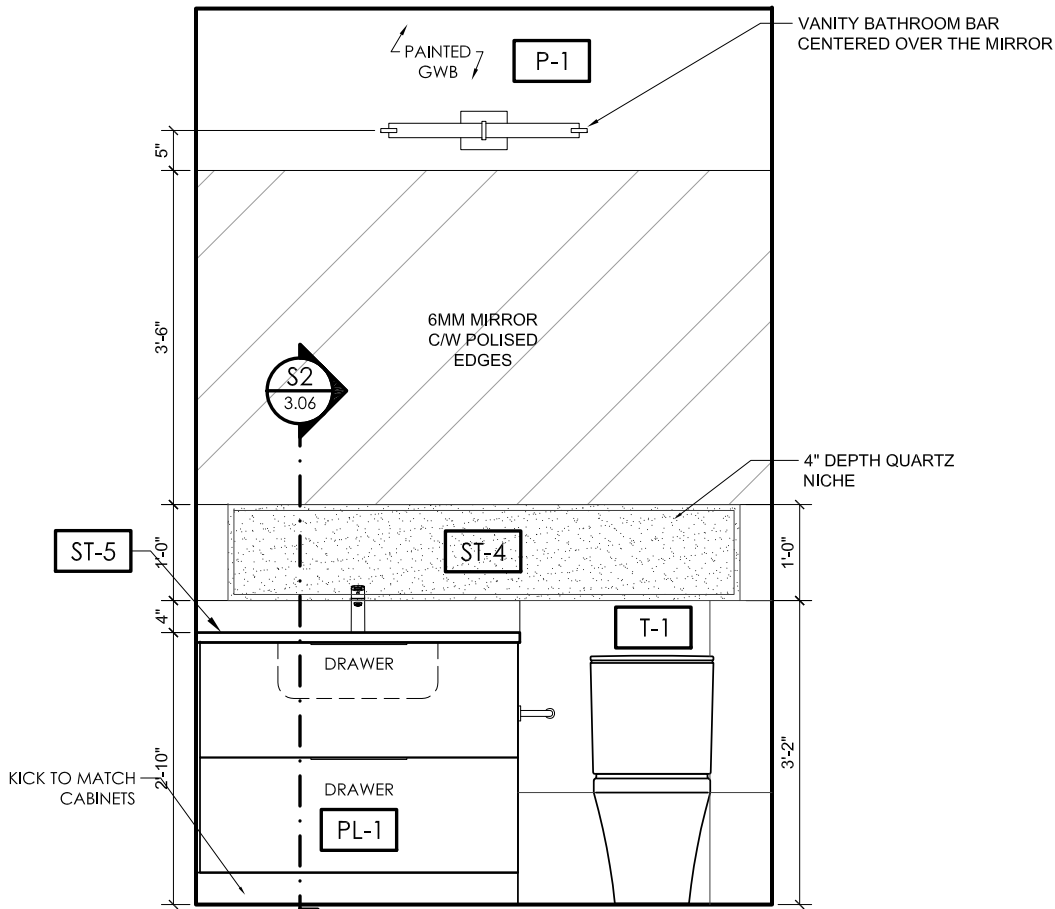 VANITY BATHROOM BAR
CENTERED OVER THE MIRROR
PAINTED
GWB
P-1
5"
3'-6"
6MM MIRROR
C/W POLISED
EDGES
S2
3.06
4" DEPTH QUARTZ
NICHE
ST-5
1'-0"
ST-4
1'-0"
4"
T-1
DRAWER
KICK TO MATCH
CABINETS
2'-10"
3'-2"
DRAWER
PL-1